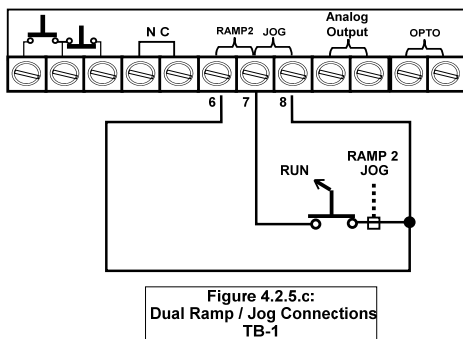 N C
RAMP2
JOG
Analog
Output
OPTO
6
7
8
RUN
RAMP 2
JOG
Figure 4.2.5.c:
Dual Ramp / Jog Connections
TB-1